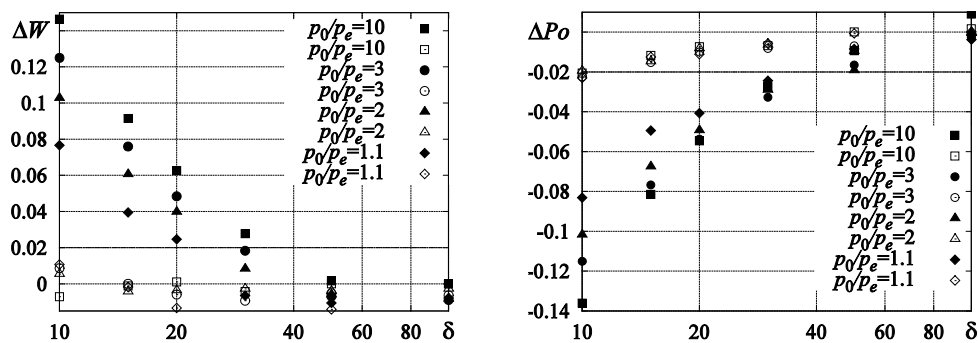 ΔW
0.12
0.1
0.08
0.06
0.04
0.02
0
10
20
40
60
80
δ
p0/pe=10
p0/pe=10
p0/pe=3
p0/pe=3
p0/pe=2
p0/pe=2
p0/pe=1.1
p0/pe=1.1
ΔPo
0
-0.02
-0.04
-0.06
-0.08
-0.1
-0.12
-0.14
10
20
40
60
80
δ
p0/pe=10
p0/pe=10
p0/pe=3
p0/pe=3
p0/pe=2
p0/pe=2
p0/pe=1.1
p0/pe=1.1